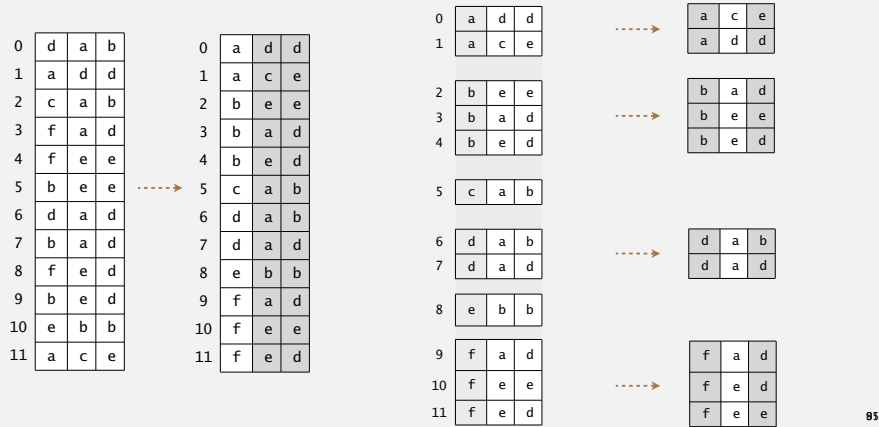 0 d a b
1 a d d
2 c a b
3 f a d
4 f e e
5 b e e
6 d a d
7 b a d
8 f e d
9 b e d
10 e b b
11 a c e
0 a d d
1 a c e
2 b e e
3 b a d
4 b e d
5 c a b
6 d a b
7 d a d
8 e b b
9 f a d
10 f e e
11 f e d
0 a d d
1 a c e
2 b e e
3 b a d
4 b e d
5 c a b
6 d a b
7 d a d
8 e b b
9 f a d
10 f e e
11 f e d
a c e
a d d
b a d
b e e
b e d
d a b
d a d
f a d
f e d
f e e